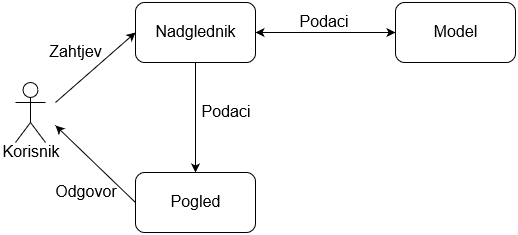 Podaci
Nadglednik
Model
Zahtjev
Podaci
Korisnik
Odgovor
Pogled